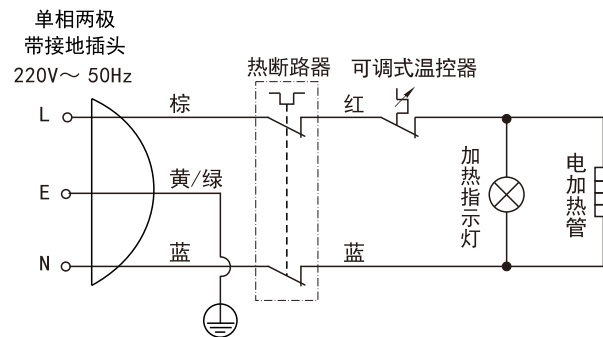 单相两极
带接地插头
220V～ 50Hz
热断路器
可调式温控器
L
棕
红
E
黄/绿
N
蓝
蓝
加热指示灯
电加热管